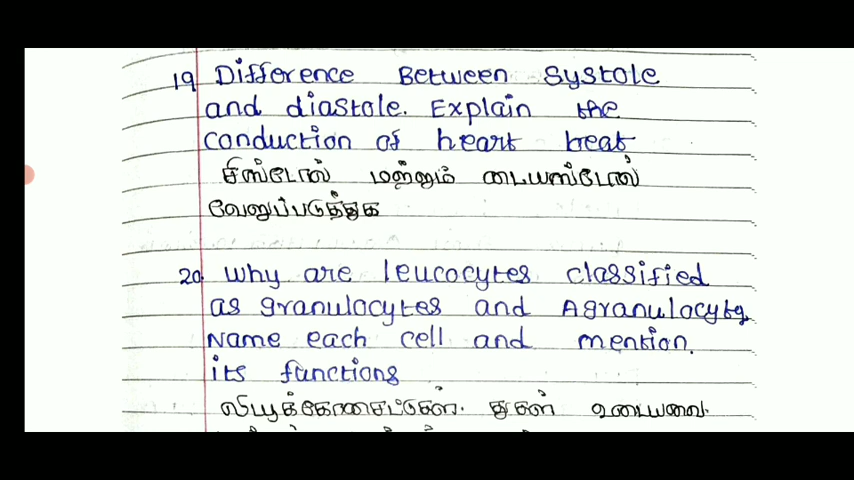 19 Difference Between Systole
and diastole. Explain the
conduction of heart beat
சிஸ்டோல் மற்றும் டையஸ்டோல்
வேறுப்படுத்துக
20. Why are leucocytes classified
as granulocytes and Agranulocytes
Name each cell and mention.
its functions
லியூக்கோசைட்டுகள். துகள் உடையவை.